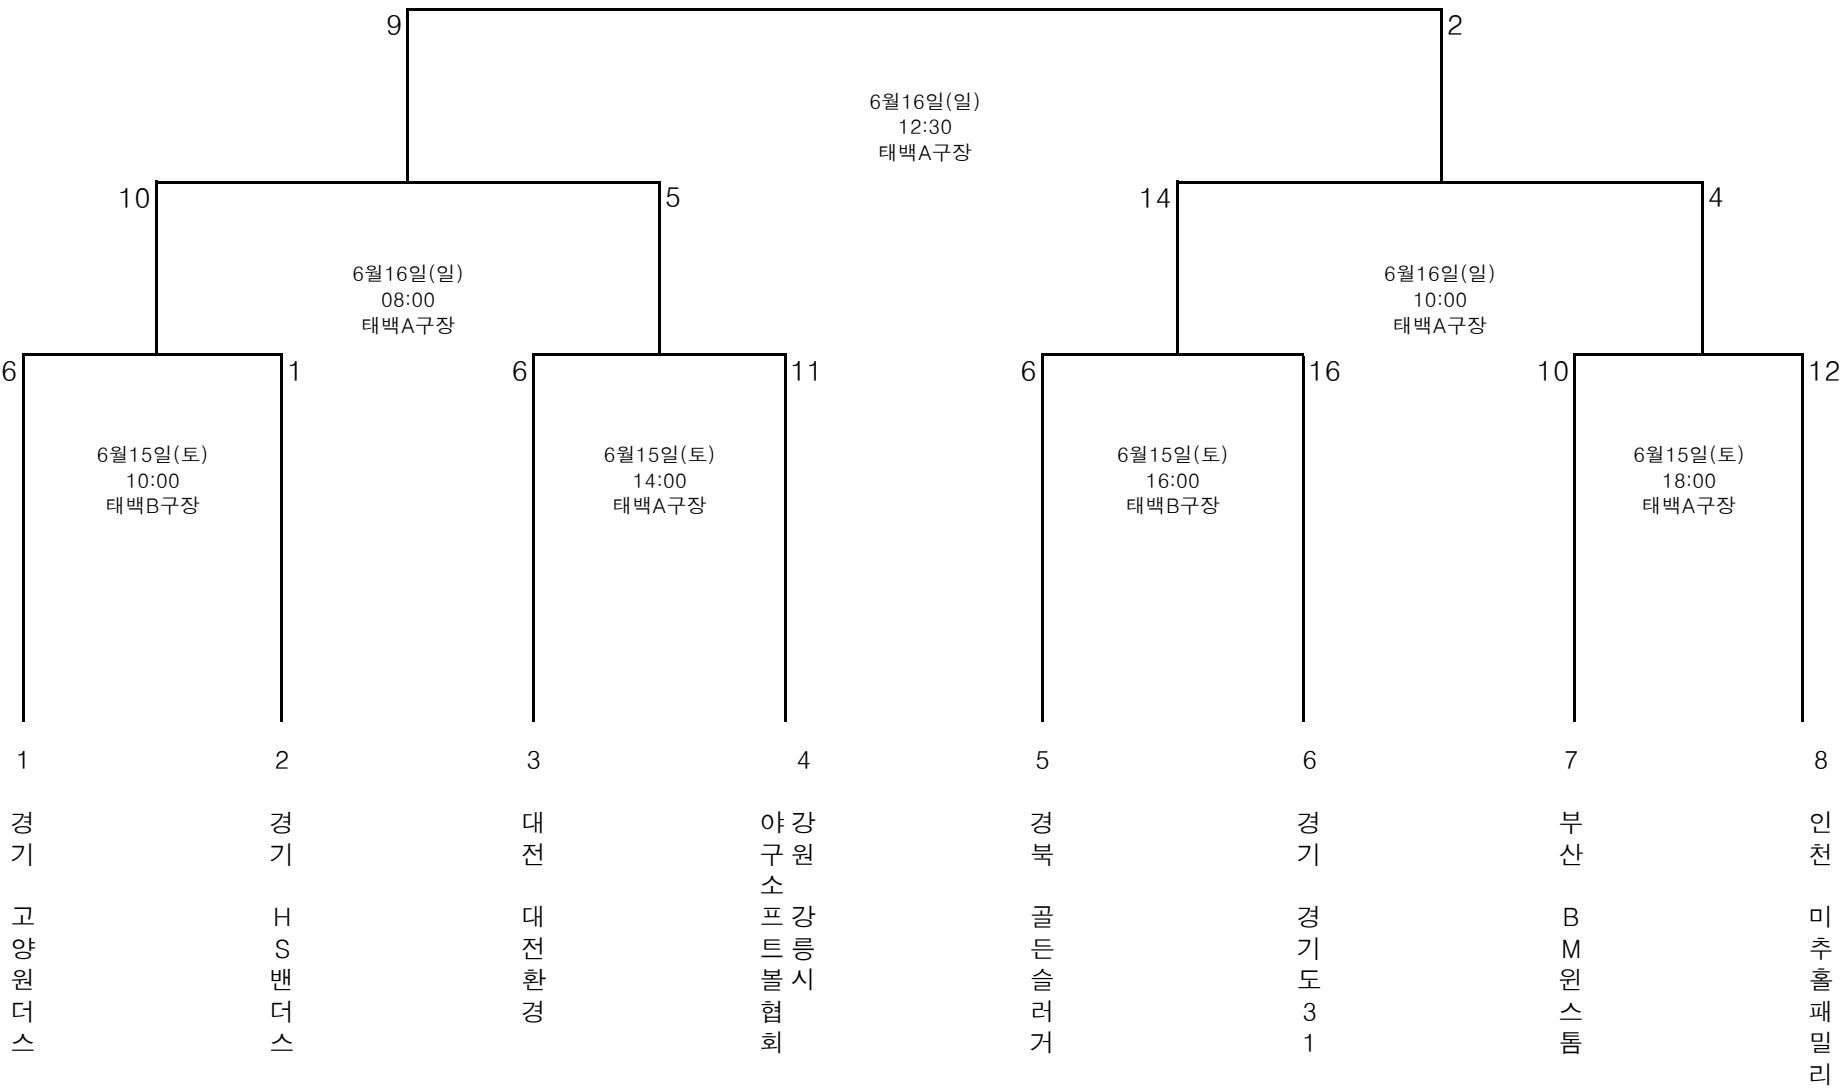 9
2
6월16일(일)
12:30
태백A구장
10
5
14
4
6월16일(일)
08:00
태백A구장
6월16일(일)
10:00
태백A구장
6
1
6
11
6
16
10
12
6월15일(토)
10:00
태백B구장
6월15일(토)
14:00
태백A구장
6월15일(토)
16:00
태백B구장
6월15일(토)
18:00
태백A구장
1
2
3
4
5
6
7
8
경기 고양원더스
경기 HS밴더스
대전 대전환경
강원 강릉시
야구소프트볼협회
경북 골든슬러거
경기 경기도31
부산 BM윈스톰
인천 미추홀패밀리